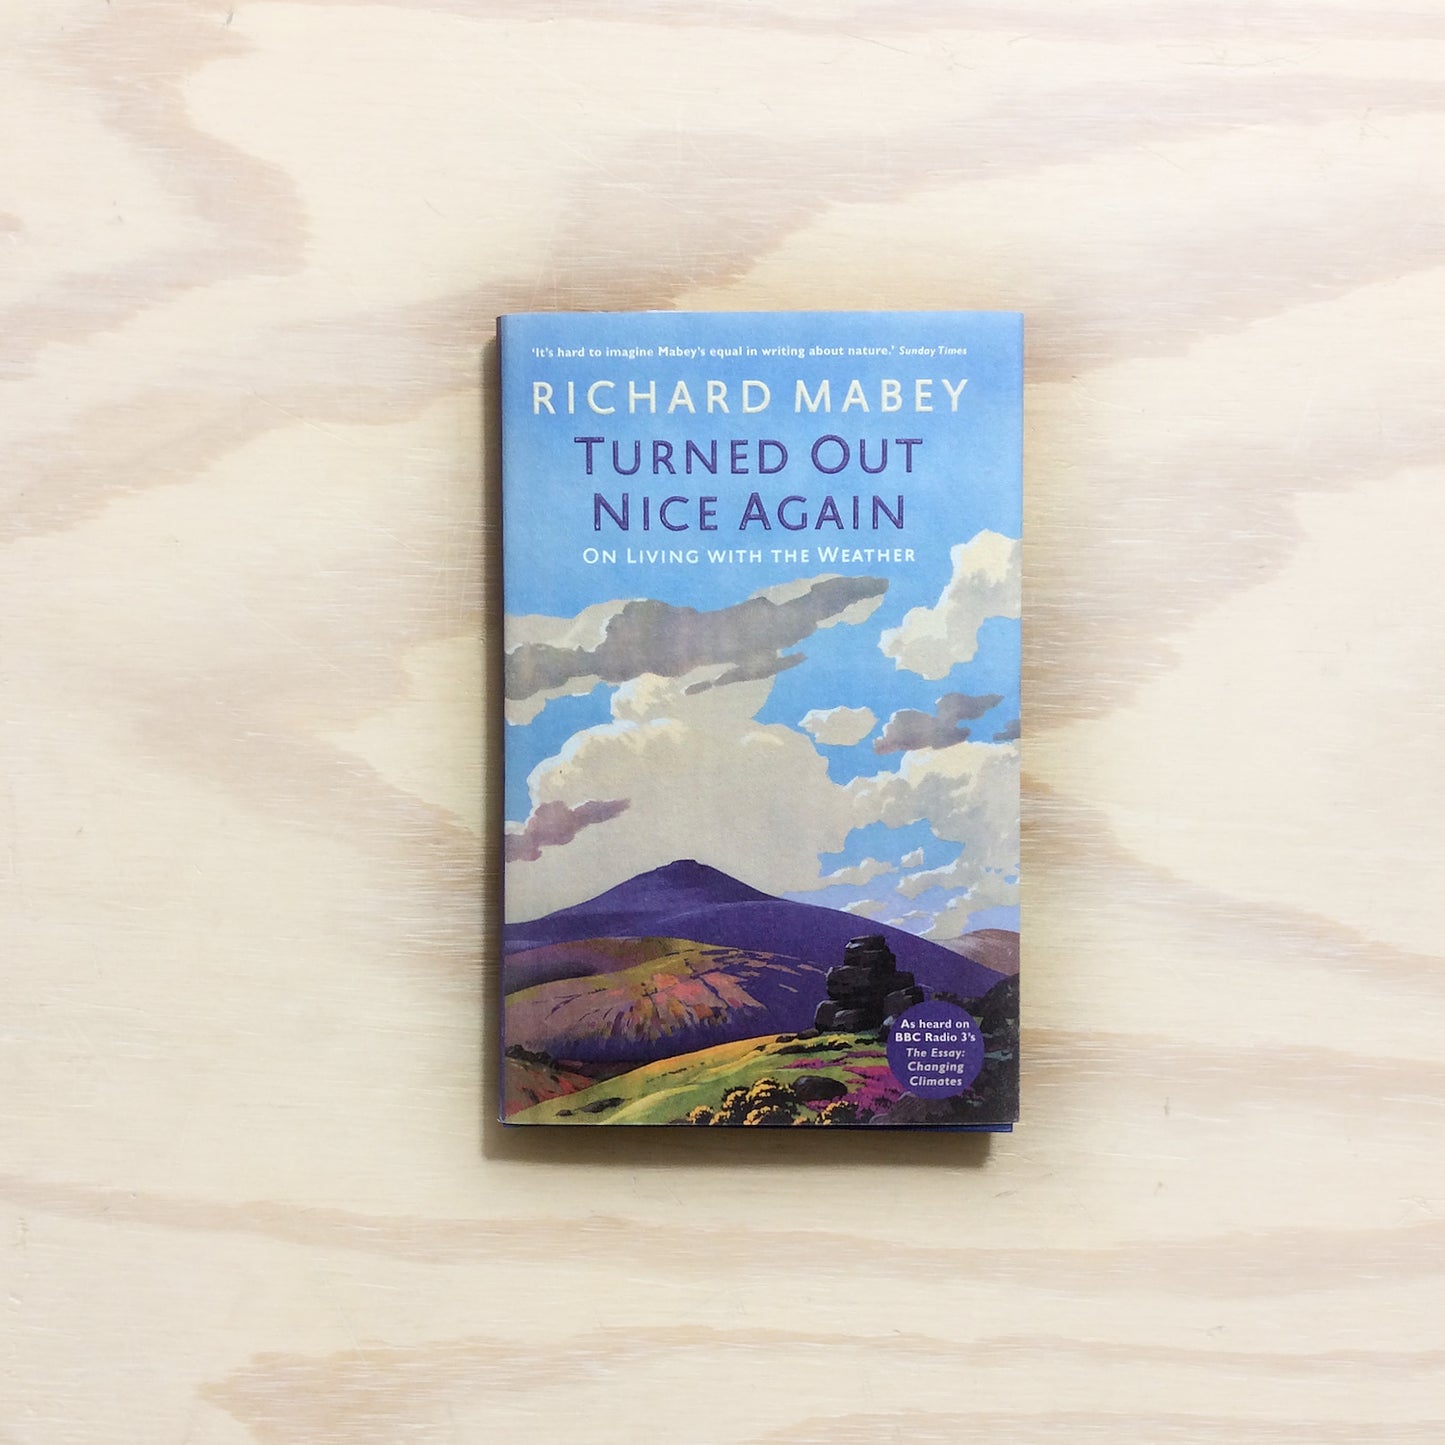 ‘It’s hard to imagine Mabey’s equal in writing about nature.’ Sunday Times
RICHARD MABEY
TURNED OUT
NICE AGAIN
ON LIVING WITH THE WEATHER
As heard on
BBC Radio 3’s
The Essay:
Changing
Climates